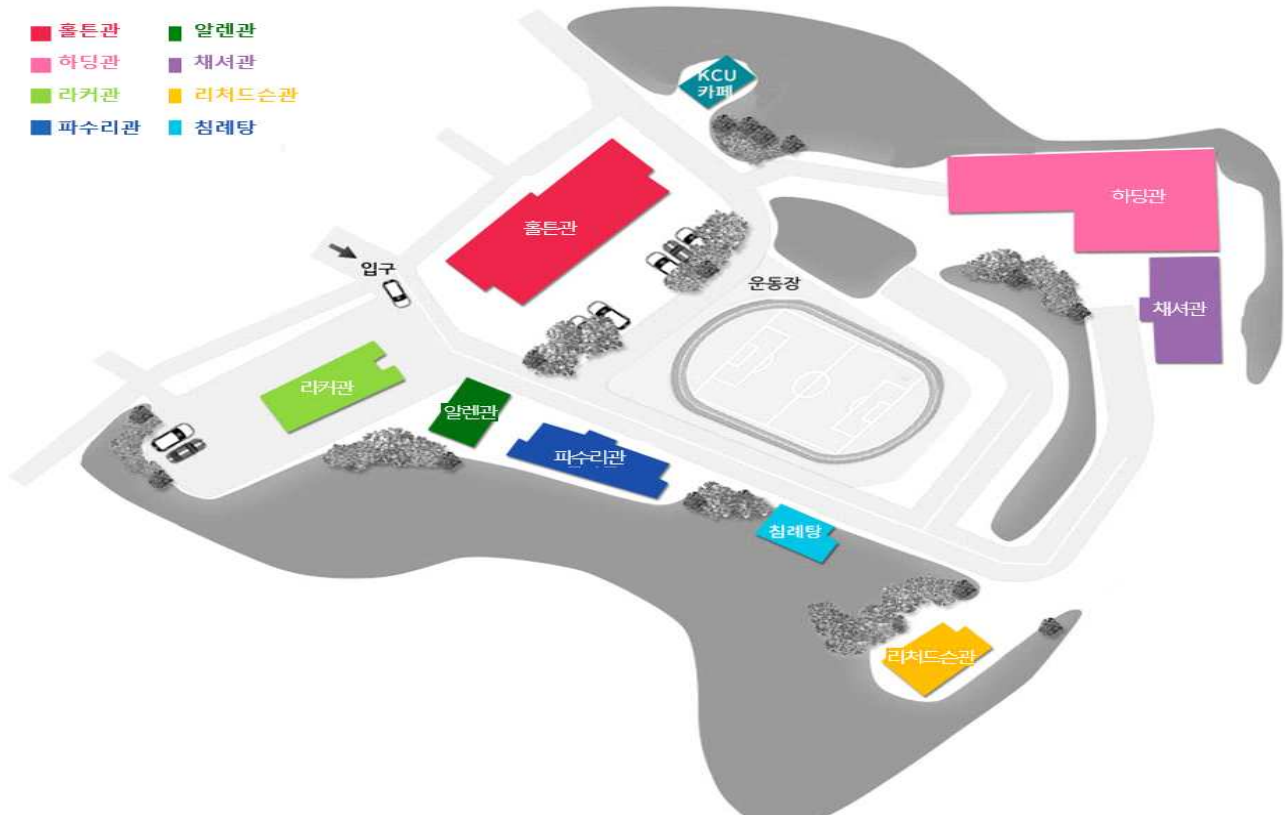 홀튼관
알렌관
하딩관
채셔관
라커관
리처드슨관
파수리관
침례탕
KCU
카페
하딩관
홀튼관
입구
운동장
채셔관
라커관
알렌관
파수리관
침례탕
리처드슨관